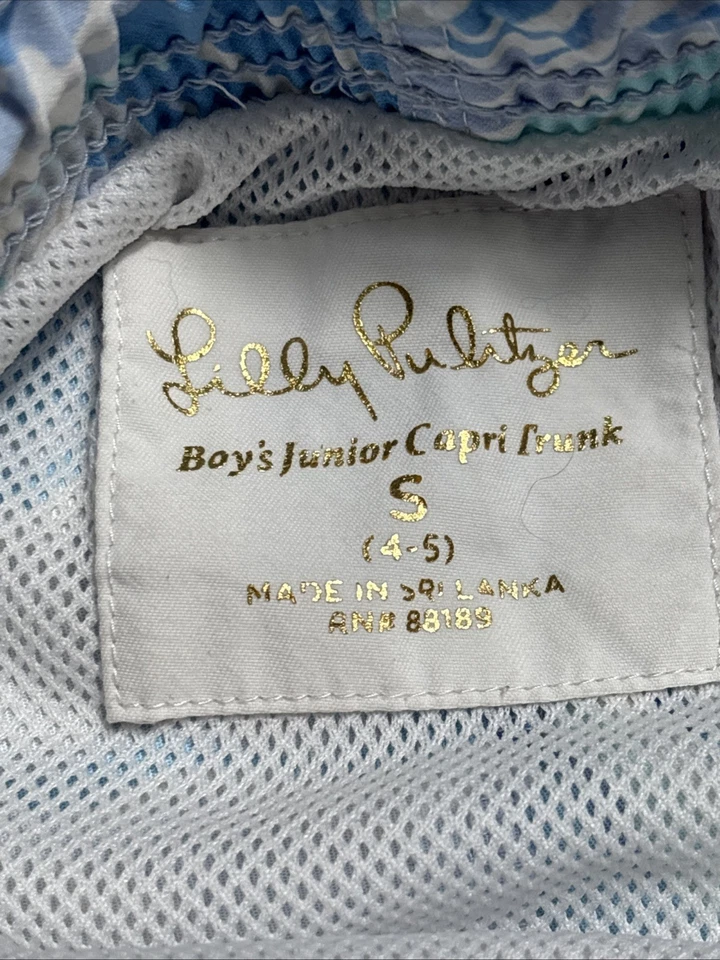 Lilly Pulitzer
Boy's Junior Capri Trunk
S
(4-5)
MADE IN SRI LANKA
RN# 88189